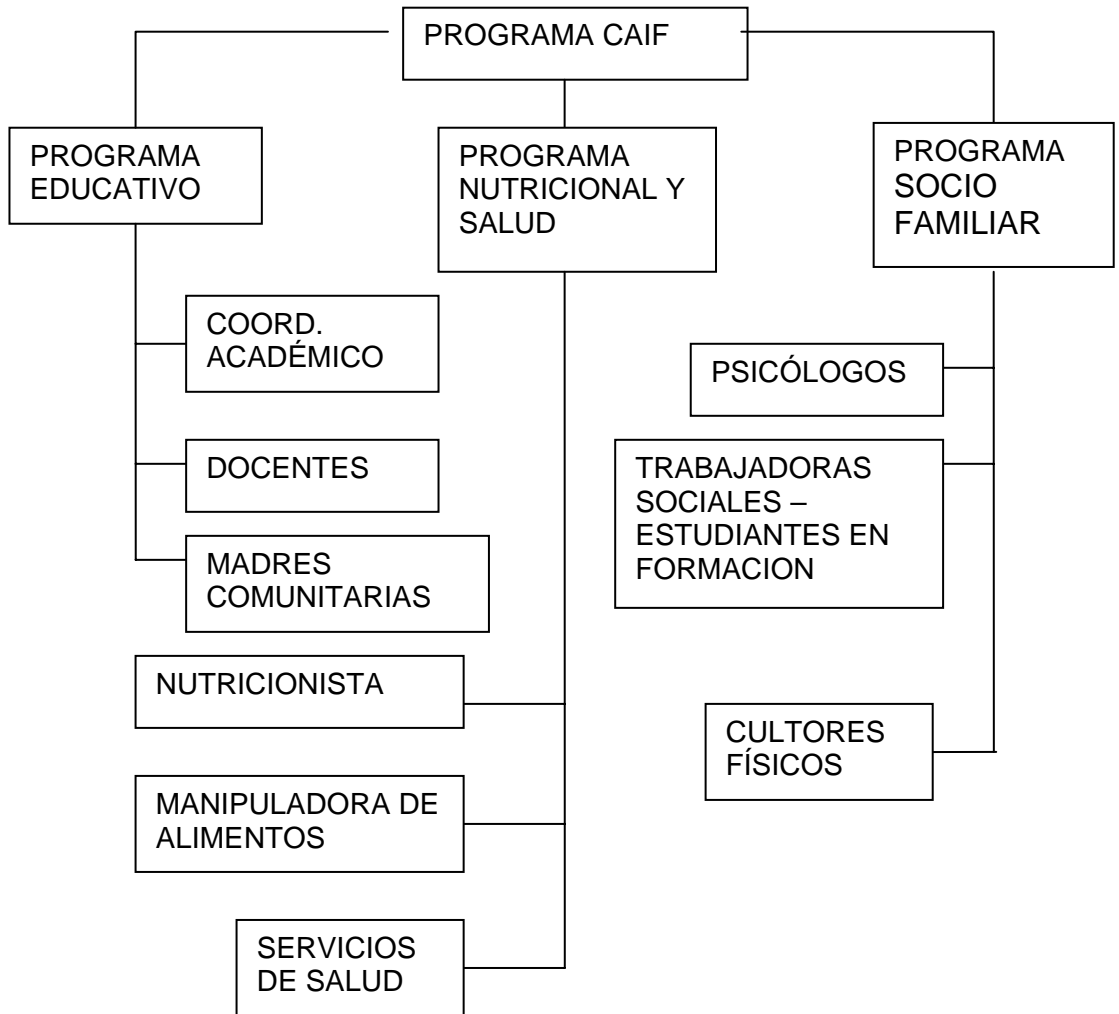 PROGRAMA CAIF
PROGRAMA
EDUCATIVO
PROGRAMA
NUTRICIONAL Y
SALUD
PROGRAMA
SOCIO
FAMILIAR
COORD.
ACADÉMICO
DOCENTES
MADRES
COMUNITARIAS
NUTRICIONISTA
MANIPULADORA DE
ALIMENTOS
SERVICIOS
DE SALUD
PSICÓLOGOS
TRABAJADORAS
SOCIALES –
ESTUDIANTES EN
FORMACION
CULTORES
FÍSICOS